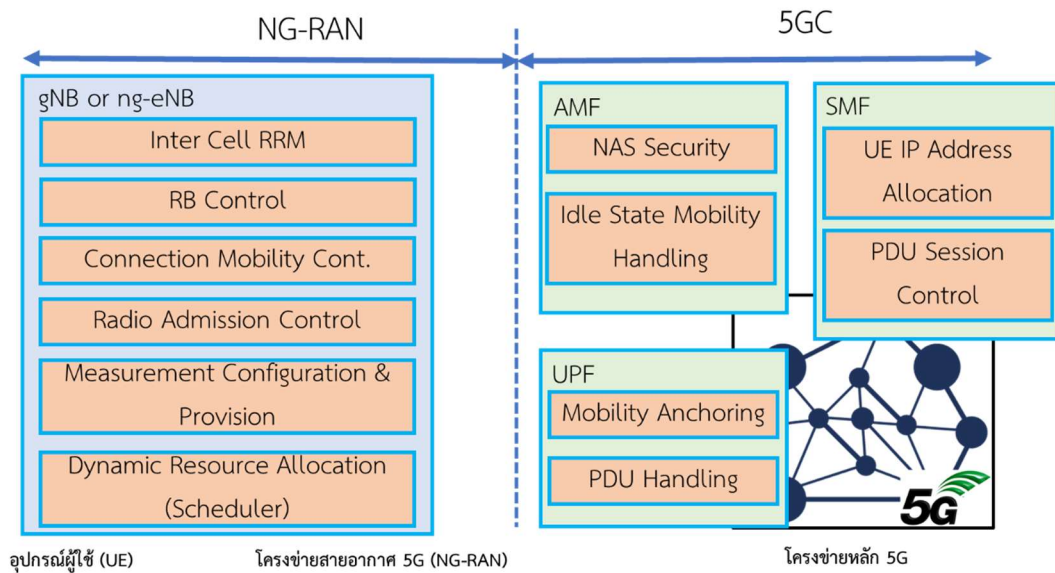 NG-RAN
5GC
gNB or ng-eNB
Inter Cell RRM
RB Control
Connection Mobility Cont.
Radio Admission Control
Measurement Configuration &
Provision
Dynamic Resource Allocation
(Scheduler)
AMF
NAS Security
Idle State Mobility
Handling
SMF
UE IP Address
Allocation
PDU Session
Control
UPF
Mobility Anchoring
PDU Handling
5G
อุปกรณ์ผู้ใช้ (UE)
โครงข่ายสายอากาศ 5G (NG-RAN)
โครงข่ายหลัก 5G